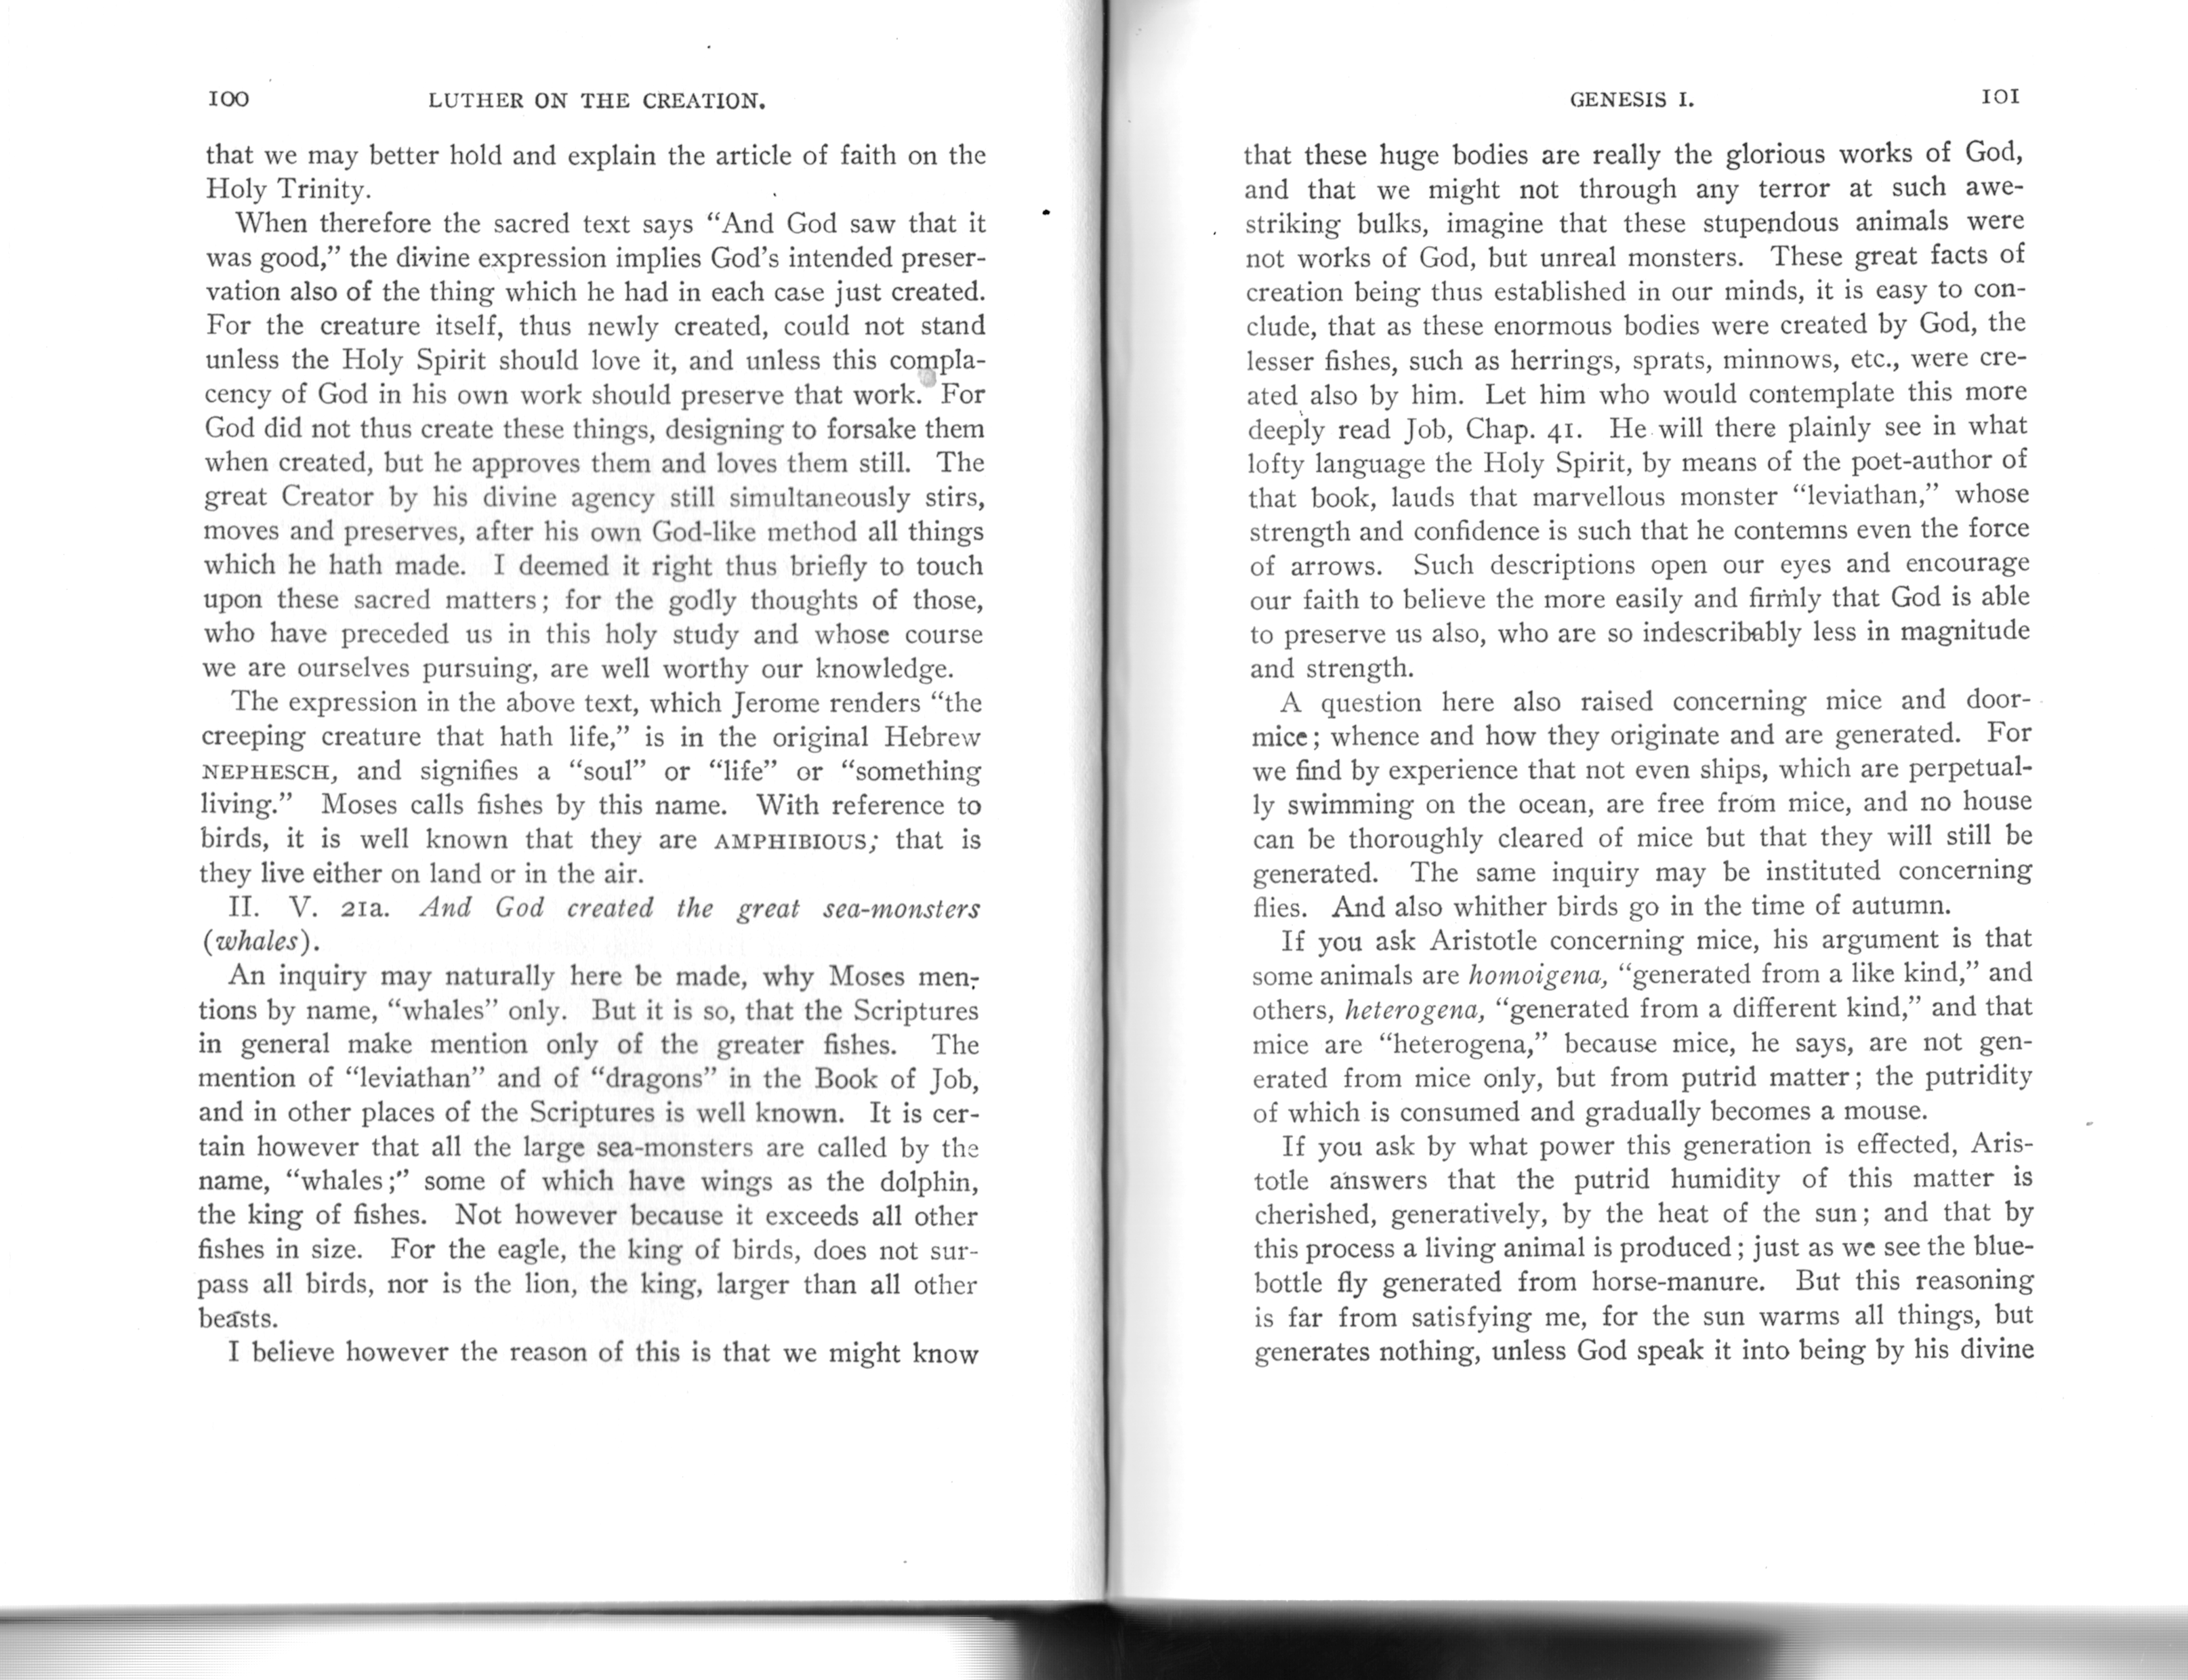 100 LUTHER ON THE CREATION.
that we may better hold and explain the article of faith on the
Holy Trinity.
When therefore the sacred text says “And God saw that it
was good,” the divine expression implies God’s intended preser-
vation also of the thing which he had in each case just created.
For the creature itself, thus newly created, could not stand
unless the Holy Spirit should love it, and unless this compla-
cency of God in his own work should preserve that work. For
God did not thus create these things, designing to forsake them
when created, but he approves them and loves them still. The
great Creator by his divine agency still simultaneously stirs,
moves and preserves, after his own God-like method all things
which he hath made. I deemed it right thus briefly to touch
upon these sacred matters; for the godly thoughts of those,
who have preceded us in this holy study and whose course
we are ourselves pursuing, are well worthy our knowledge.
The expression in the above text, which Jerome renders “the
creeping creature that hath life,” is in the original Hebrew
NEPHESCH, and signifies a “soul” or “life” or “something
living.” Moses calls fishes by this name. With reference to
birds, it is well known that they are AMPHIBIOUS; that is
they live either on land or in the air.
II. V. 21a. And God created the great sea-monsters
(whales).
An inquiry may naturally here be made, why Moses men-
tions by name, “whales” only. But it is so, that the Scriptures
in general make mention only of the greater fishes. The
mention of “leviathan” and of “dragons” in the Book of Job,
and in other places of the Scriptures is well known. It is cer-
tain however that all the large sea-monsters are called by the
name, “whales;” some of which have wings as the dolphin,
the king of fishes. Not however because it exceeds all other
fishes in size. For the eagle, the king of birds, does not sur-
pass all birds, nor is the lion, the king, larger than all other
beasts.
I believe however the reason of this is that we might know
GENESIS I. 101
that these huge bodies are really the glorious works of God,
and that we might not through any terror at such awe-
striking bulks, imagine that these stupendous animals were
not works of God, but unreal monsters. These great facts of
creation being thus established in our minds, it is easy to con-
clude, that as these enormous bodies were created by God, the
lesser fishes, such as herrings, sprats, minnows, etc., were cre-
ated also by him. Let him who would contemplate this more
deeply read Job, Chap. 41. He will there plainly see in what
lofty language the Holy Spirit, by means of the poet-author of
that book, lauds that marvellous monster “leviathan,” whose
strength and confidence is such that he contemns even the force
of arrows. Such descriptions open our eyes and encourage
our faith to believe the more easily and firmly that God is able
to preserve us also, who are so indescribably less in magnitude
and strength.
A question here also raised concerning mice and door-
mice; whence and how they originate and are generated. For
we find by experience that not even ships, which are perpetual-
ly swimming on the ocean, are free from mice, and no house
can be thoroughly cleared of mice but that they will still be
generated. The same inquiry may be instituted concerning
flies. And also whither birds go in the time of autumn.
If you ask Aristotle concerning mice, his argument is that
some animals are homoigena, “generated from a like kind,” and
others, heterogena, “generated from a different kind,” and that
mice are “heterogena,” because mice, he says, are not gen-
erated from mice only, but from putrid matter; the putridity
of which is consumed and gradually becomes a mouse.
If you ask by what power this generation is effected, Aris-
totle answers that the putrid humidity of this matter is
cherished, generatively, by the heat of the sun; and that by
this process a living animal is produced; just as we see the blue-
bottle fly generated from horse-manure. But this reasoning
is far from satisfying me, for the sun warms all things, but
generates nothing, unless God speak it into being by his divine